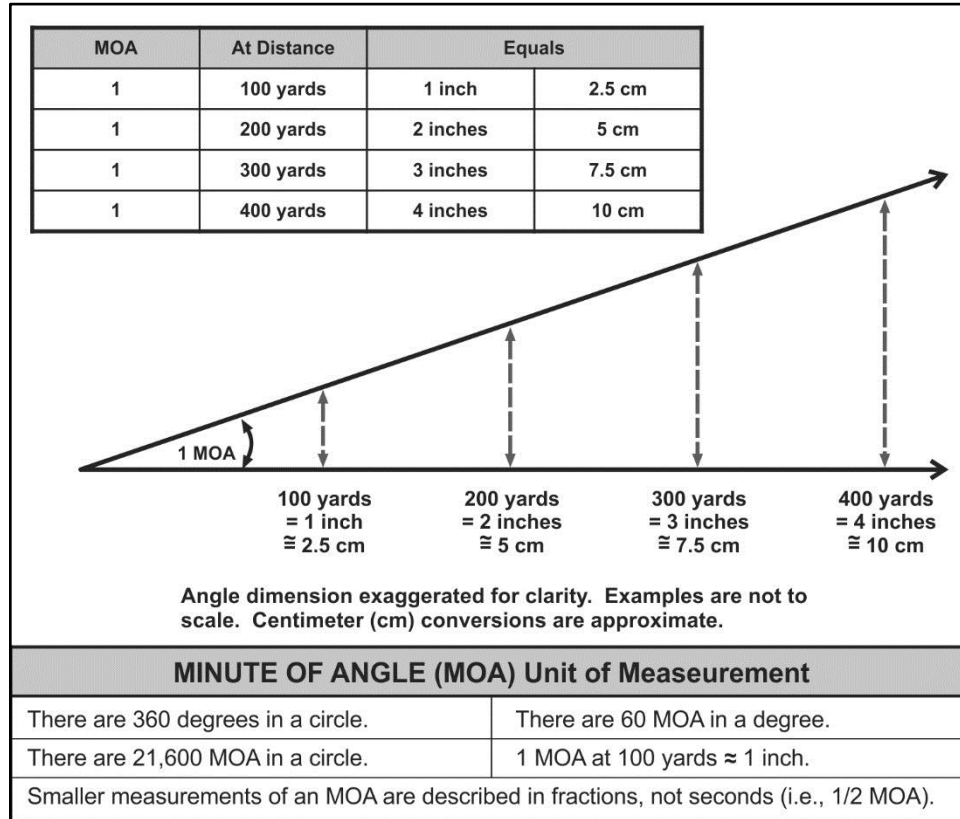 MOA At Distance Equals
1 100 yards 1 inch 2.5 cm
1 200 yards 2 inches 5 cm
1 300 yards 3 inches 7.5 cm
1 400 yards 4 inches 10 cm
1 MOA
100 yards
= 1 inch
≅ 2.5 cm
200 yards
= 2 inches
≅ 5 cm
300 yards
= 3 inches
≅ 7.5 cm
400 yards
= 4 inches
≅ 10 cm
Angle dimension exaggerated for clarity. Examples are not to
scale. Centimeter (cm) conversions are approximate.
MINUTE OF ANGLE (MOA) Unit of Measeurement
There are 360 degrees in a circle. There are 60 MOA in a degree.
There are 21,600 MOA in a circle. 1 MOA at 100 yards ≈ 1 inch.
Smaller measurements of an MOA are described in fractions, not seconds (i.e., 1/2 MOA).